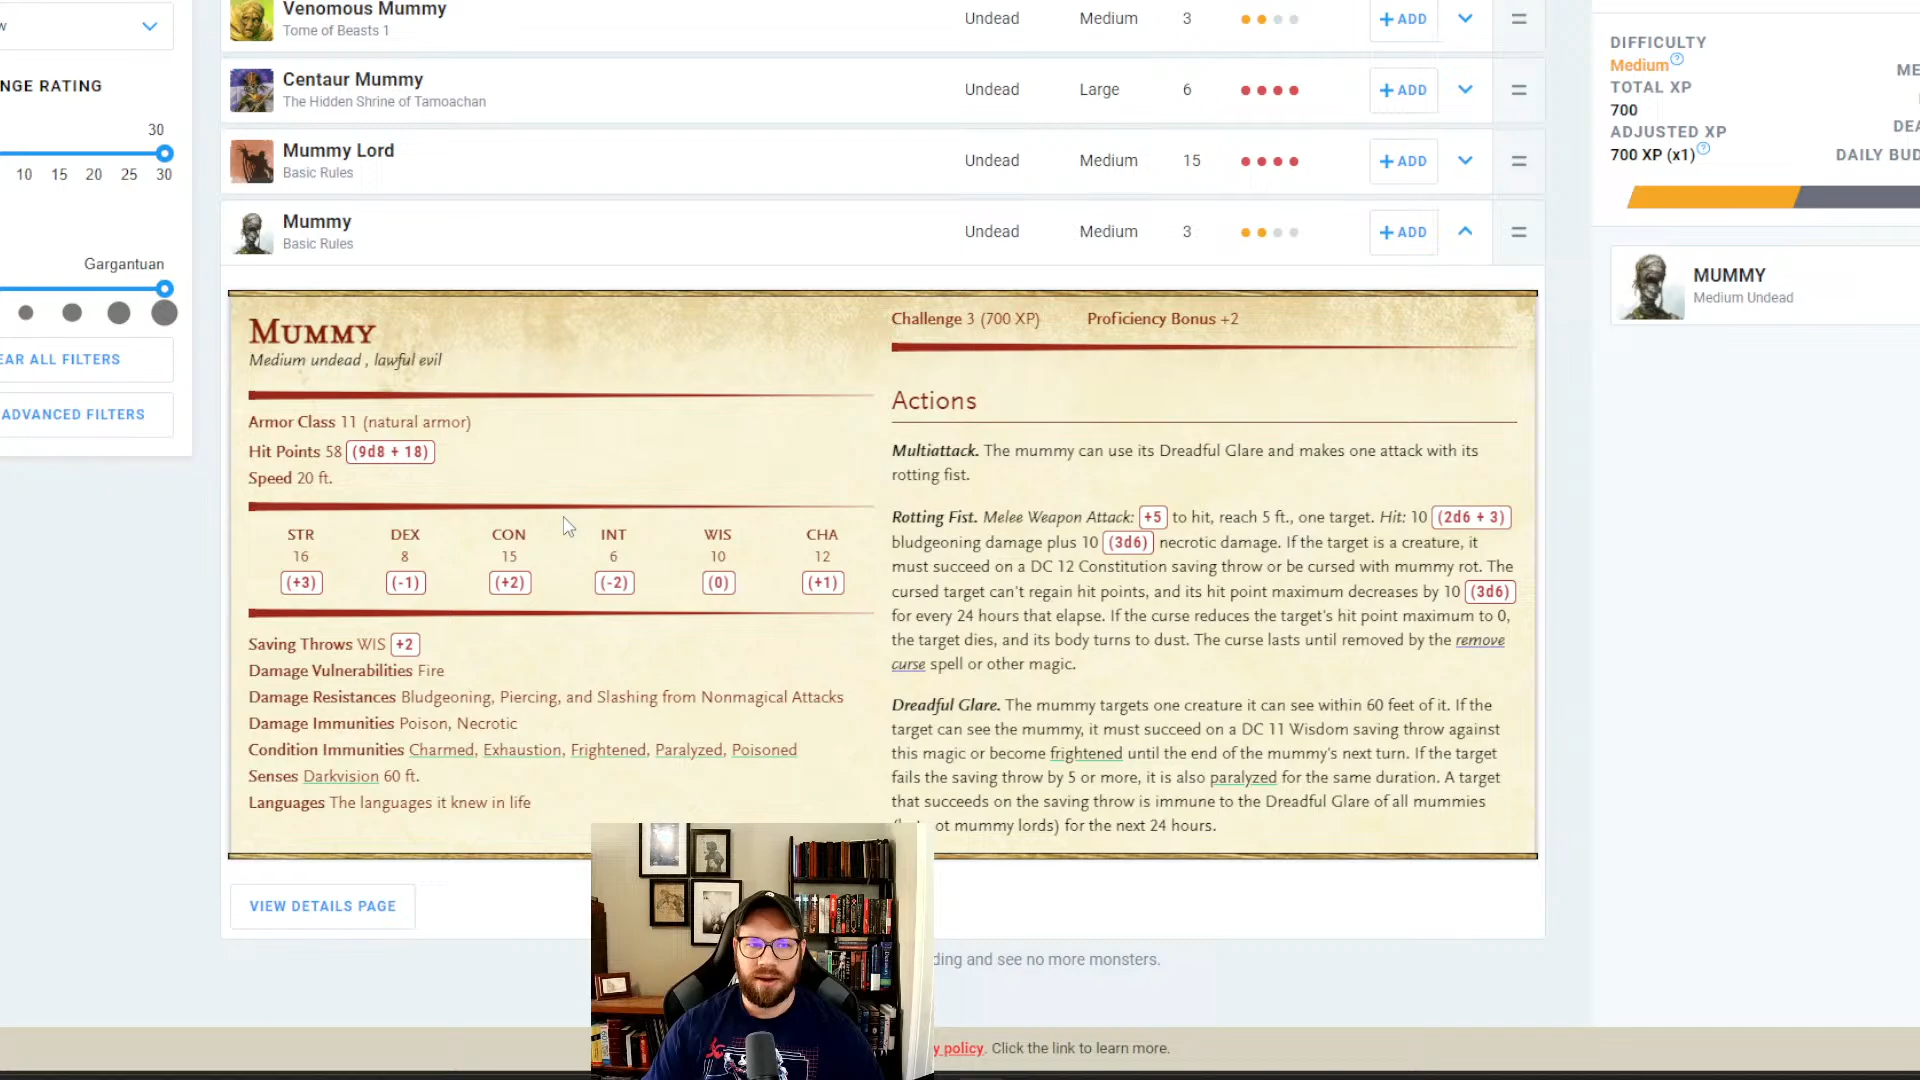 w
NGE RATING
30
10 15 20 25 30
Gargantuan
EAR ALL FILTERS
ADVANCED FILTERS
Venomous Mummy Undead Medium 3 + ADD
Tome of Beasts 1
Centaur Mummy Undead Large 6 + ADD
The Hidden Shrine of Tamoachan
Mummy Lord Undead Medium 15 + ADD
Basic Rules
Mummy Undead Medium 3 + ADD
Basic Rules
MUMMY
Medium undead , lawful evil
Armor Class 11 (natural armor)
Hit Points 58 (9d8 + 18)
Speed 20 ft.
STR DEX CON INT WIS CHA
16 8 15 6 10 12
(+3) (-1) (+2) (-2) (0) (+1)
Saving Throws WIS +2
Damage Vulnerabilities Fire
Damage Resistances Bludgeoning, Piercing, and Slashing from Nonmagical Attacks
Damage Immunities Poison, Necrotic
Condition Immunities Charmed, Exhaustion, Frightened, Paralyzed, Poisoned
Senses Darkvision 60 ft.
Languages The languages it knew in life
Challenge 3 (700 XP) Proficiency Bonus +2
Actions
Multiattack. The mummy can use its Dreadful Glare and makes one attack with its
rotting fist.
Rotting Fist. Melee Weapon Attack: +5 to hit, reach 5 ft., one target. Hit: 10 (2d6 + 3)
bludgeoning damage plus 10 (3d6) necrotic damage. If the target is a creature, it
must succeed on a DC 12 Constitution saving throw or be cursed with mummy rot. The
cursed target can't regain hit points, and its hit point maximum decreases by 10 (3d6)
for every 24 hours that elapse. If the curse reduces the target's hit point maximum to 0,
the target dies, and its body turns to dust. The curse lasts until removed by the remove
curse spell or other magic.
Dreadful Glare. The mummy targets one creature it can see within 60 feet of it. If the
target can see the mummy, it must succeed on a DC 11 Wisdom saving throw against
this magic or become frightened until the end of the mummy's next turn. If the target
fails the saving throw by 5 or more, it is also paralyzed for the same duration. A target
that succeeds on the saving throw is immune to the Dreadful Glare of all mummies
ot mummy lords) for the next 24 hours.
VIEW DETAILS PAGE
ding and see no more monsters.
y policy. Click the link to learn more.
DIFFICULTY
Medium
TOTAL XP
700
ADJUSTED XP
700 XP (x1)
ME
DEA
DAILY BUD
MUMMY
Medium Undead